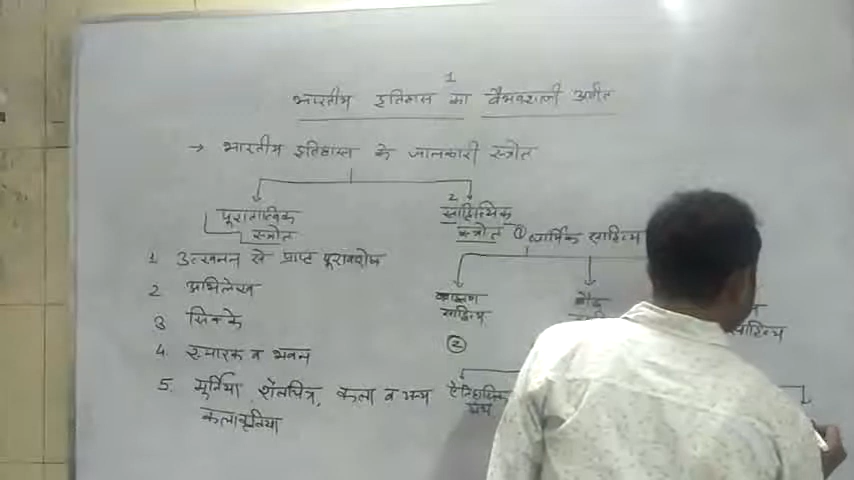 1
भारतीय इतिहास का वैभवशाली अतीत
→ भारतीय इतिहास के जानकारी स्त्रोत
पूरातात्विक
स्त्रोत
2
साहित्यिक
स्त्रोत
① धार्मिक साहित्य
1 उत्खनन से प्राप्त पूरावशेष
2 अभिलेख
3 सिक्के
4. स्मारक व भवन
5. मूर्तिया, शैलचित्र, कला व अन्य
कलाकृतिया
ब्राह्मण
साहित्य
बौद्ध
साहित्य
②
ऐतिहासिक
ग्रंथ